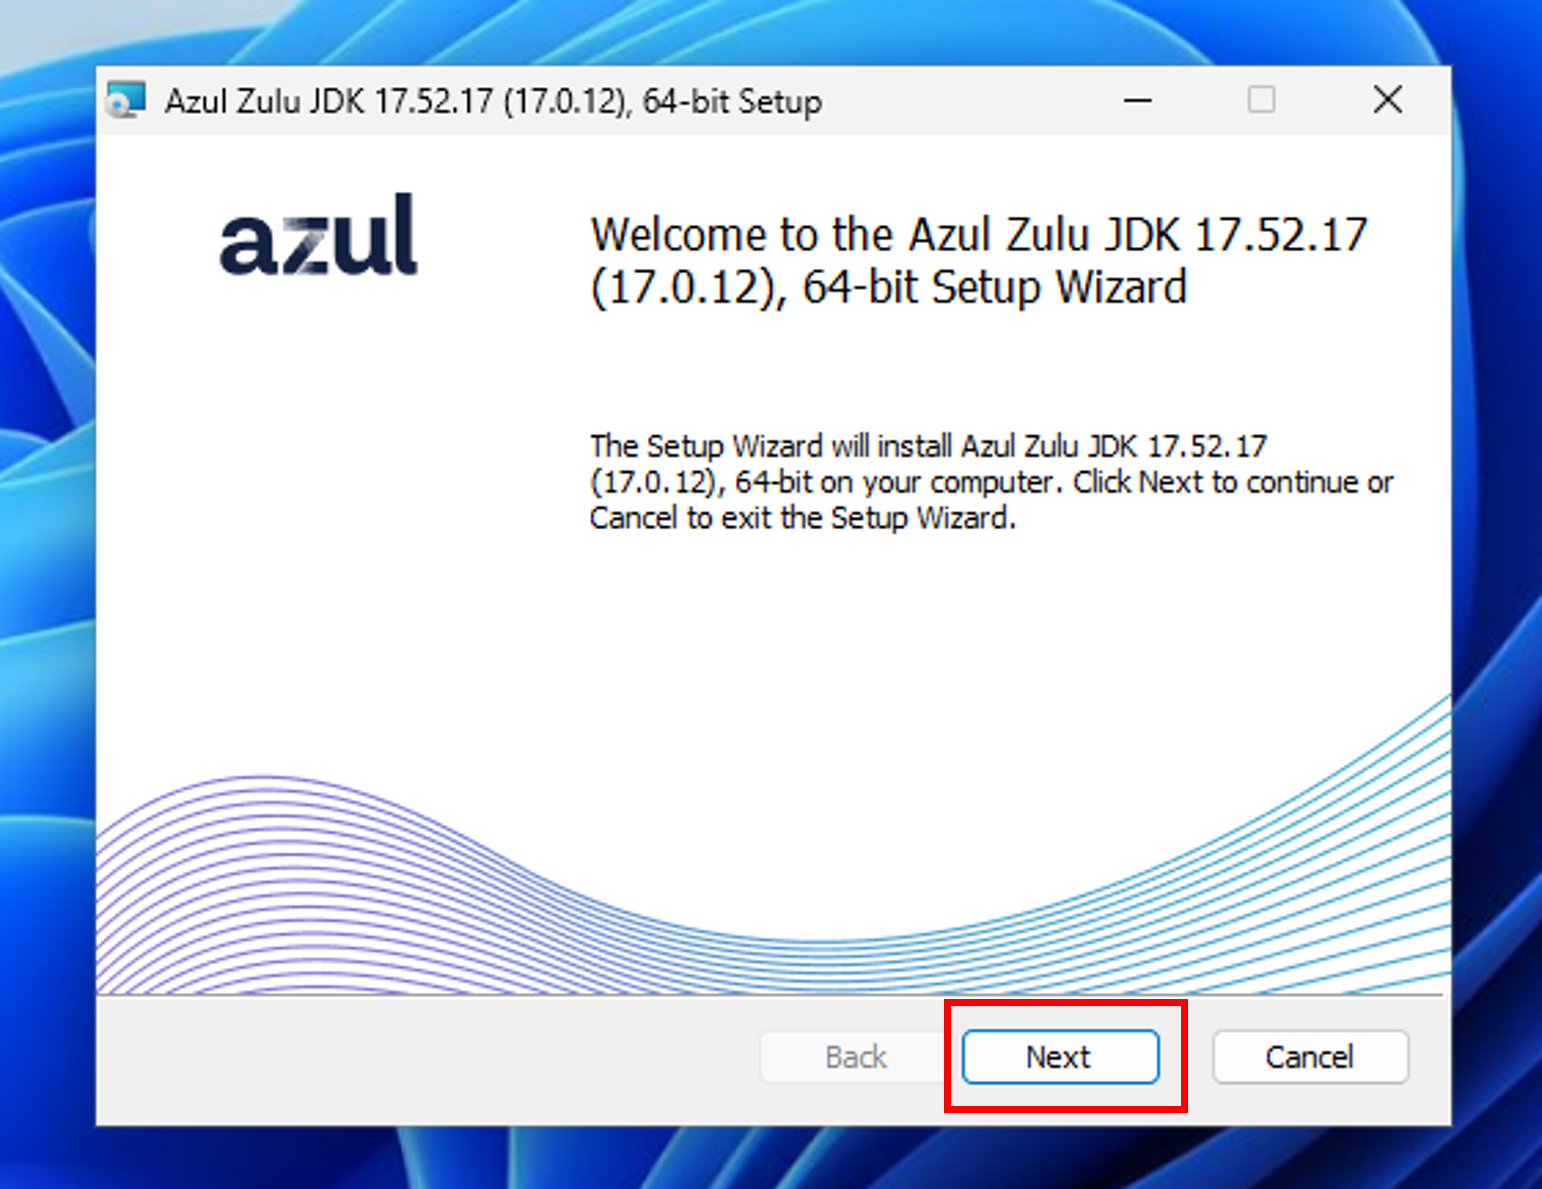 Azul Zulu JDK 17.52.17 (17.0.12), 64-bit Setup
azul
Welcome to the Azul Zulu JDK 17.52.17
(17.0.12), 64-bit Setup Wizard
The Setup Wizard will install Azul Zulu JDK 17.52.17
(17.0.12), 64-bit on your computer. Click Next to continue or
Cancel to exit the Setup Wizard.
Back
Next
Cancel